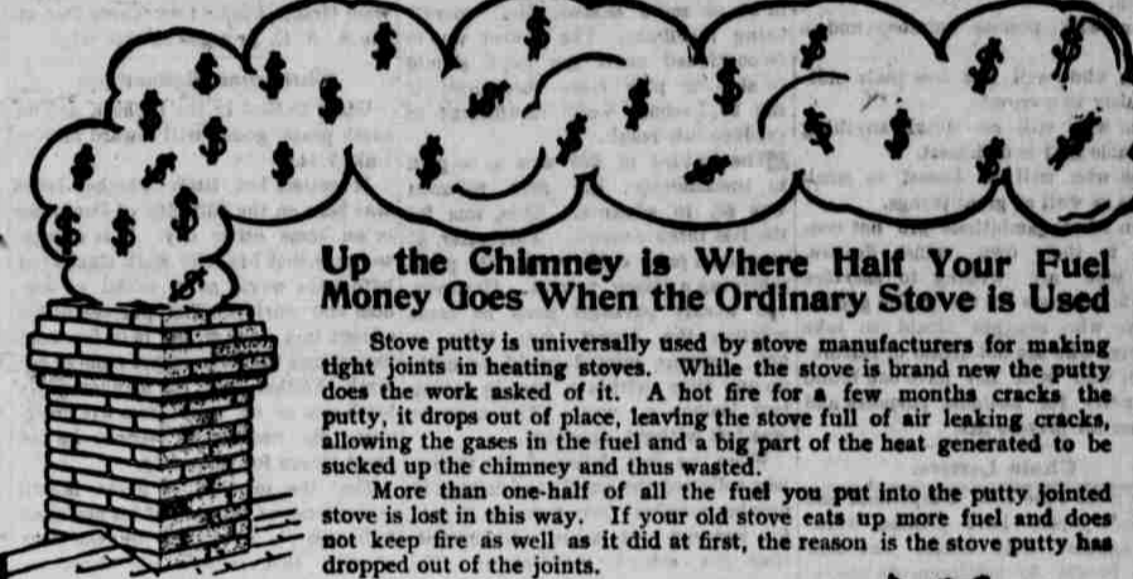 Up the Chimney is Where Half Your Fuel
Money Goes When the Ordinary Stove is Used
Stove putty is universally used by stove manufacturers for making
tight joints in heating stoves. While the stove is brand new the putty
does the work asked of it. A hot fire for a few months cracks the
putty, it drops out of place, leaving the stove full of air leaking cracks,
allowing the gases in the fuel and a big part of the heat generated to be
sucked up the chimney and thus wasted.
More than one-half of all the fuel you put into the putty jointed
stove is lost in this way. If your old stove eats up more fuel and does
not keep fire as well as it did at first, the reason is the stove putty has
dropped out of the joints.